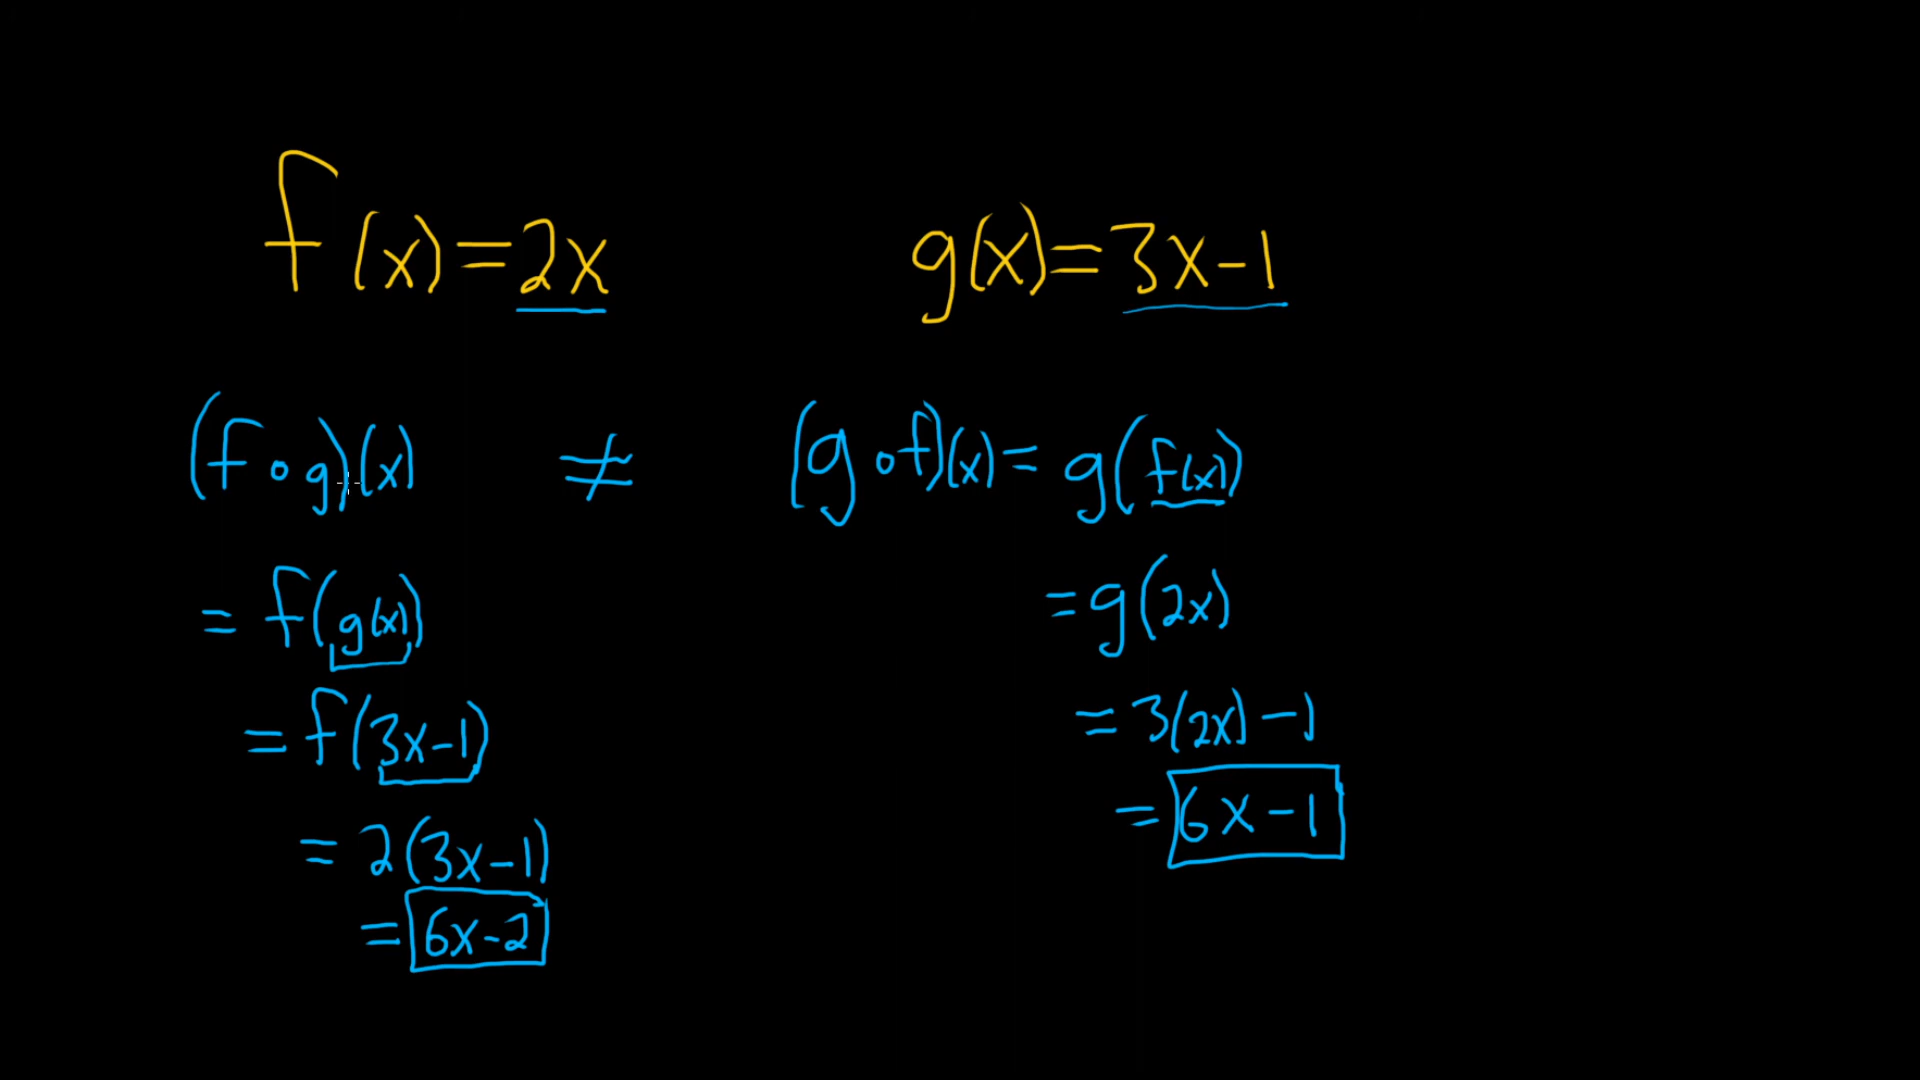 f(x)=2x
g(x)=3x-1
(f∘g)(x) ≠ (g∘f)(x) = g(f(x))
= f(g(x))
= f(3x-1)
= 2(3x-1)
= 6x-2
= g(2x)
= 3(2x)-1
= 6x-1